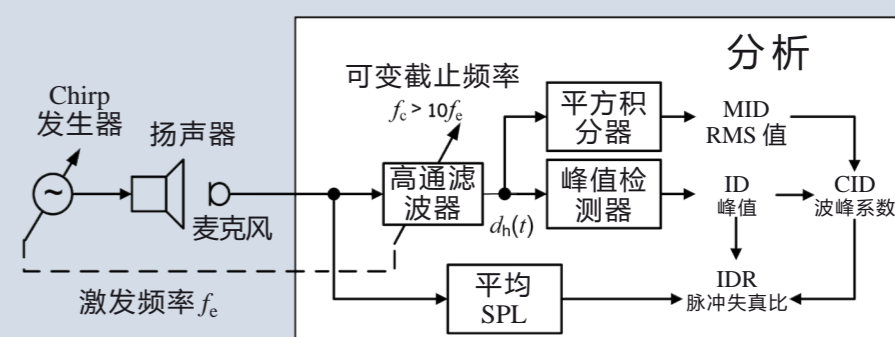 分析
Chirp
发生器
扬声器
~
麦克风
激发频率 fe
可变截止频率
fc > 10fe
高通滤
波器
dh(t)
平方积
分器
峰值检
测器
平均
SPL
MID
RMS 值
ID
峰值
CID
波峰系数
IDR
脉冲失真比